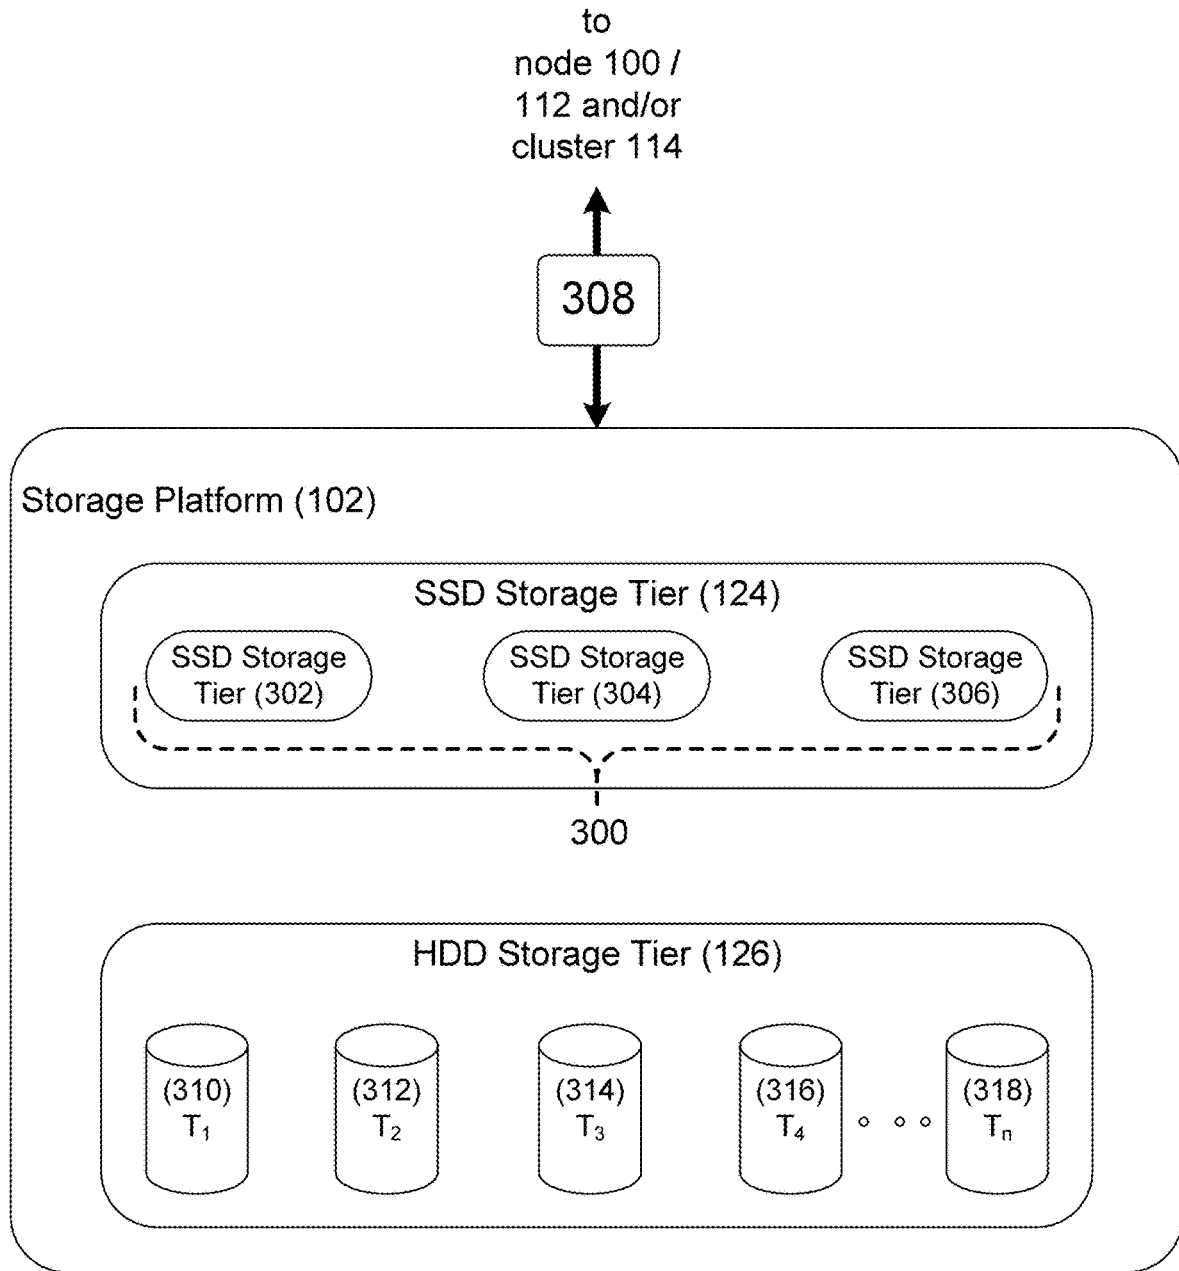 to
node 100 /
112 and/or
cluster 114
308
Storage Platform (102)
SSD Storage Tier (124)
SSD Storage
Tier (302)
SSD Storage
Tier (304)
SSD Storage
Tier (306)
300
HDD Storage Tier (126)
(310)
T₁
(312)
T₂
(314)
T₃
(316)
T₄
(318)
Tₙ